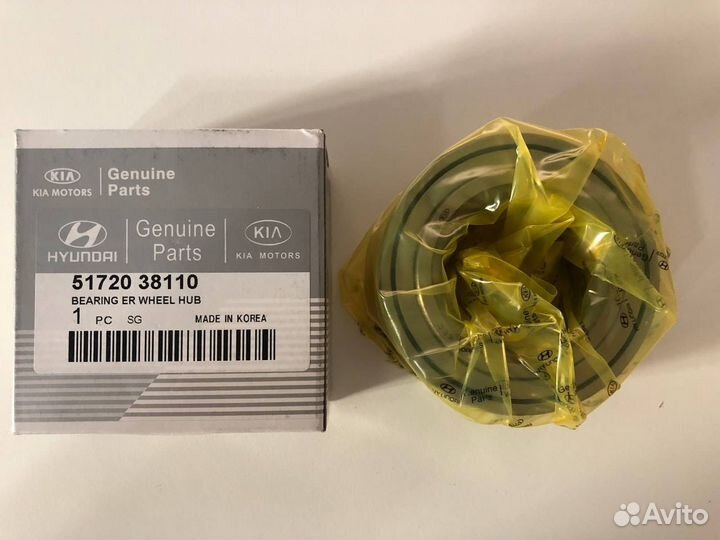 KIA
KIA MOTORS
Genuine
Parts
HYUNDAI
Genuine
Parts
KIA
KIA MOTORS
51720 38110
BEARING ER WHEEL HUB
1 PC SG MADE IN KOREA
Genuine
Parts
Avito